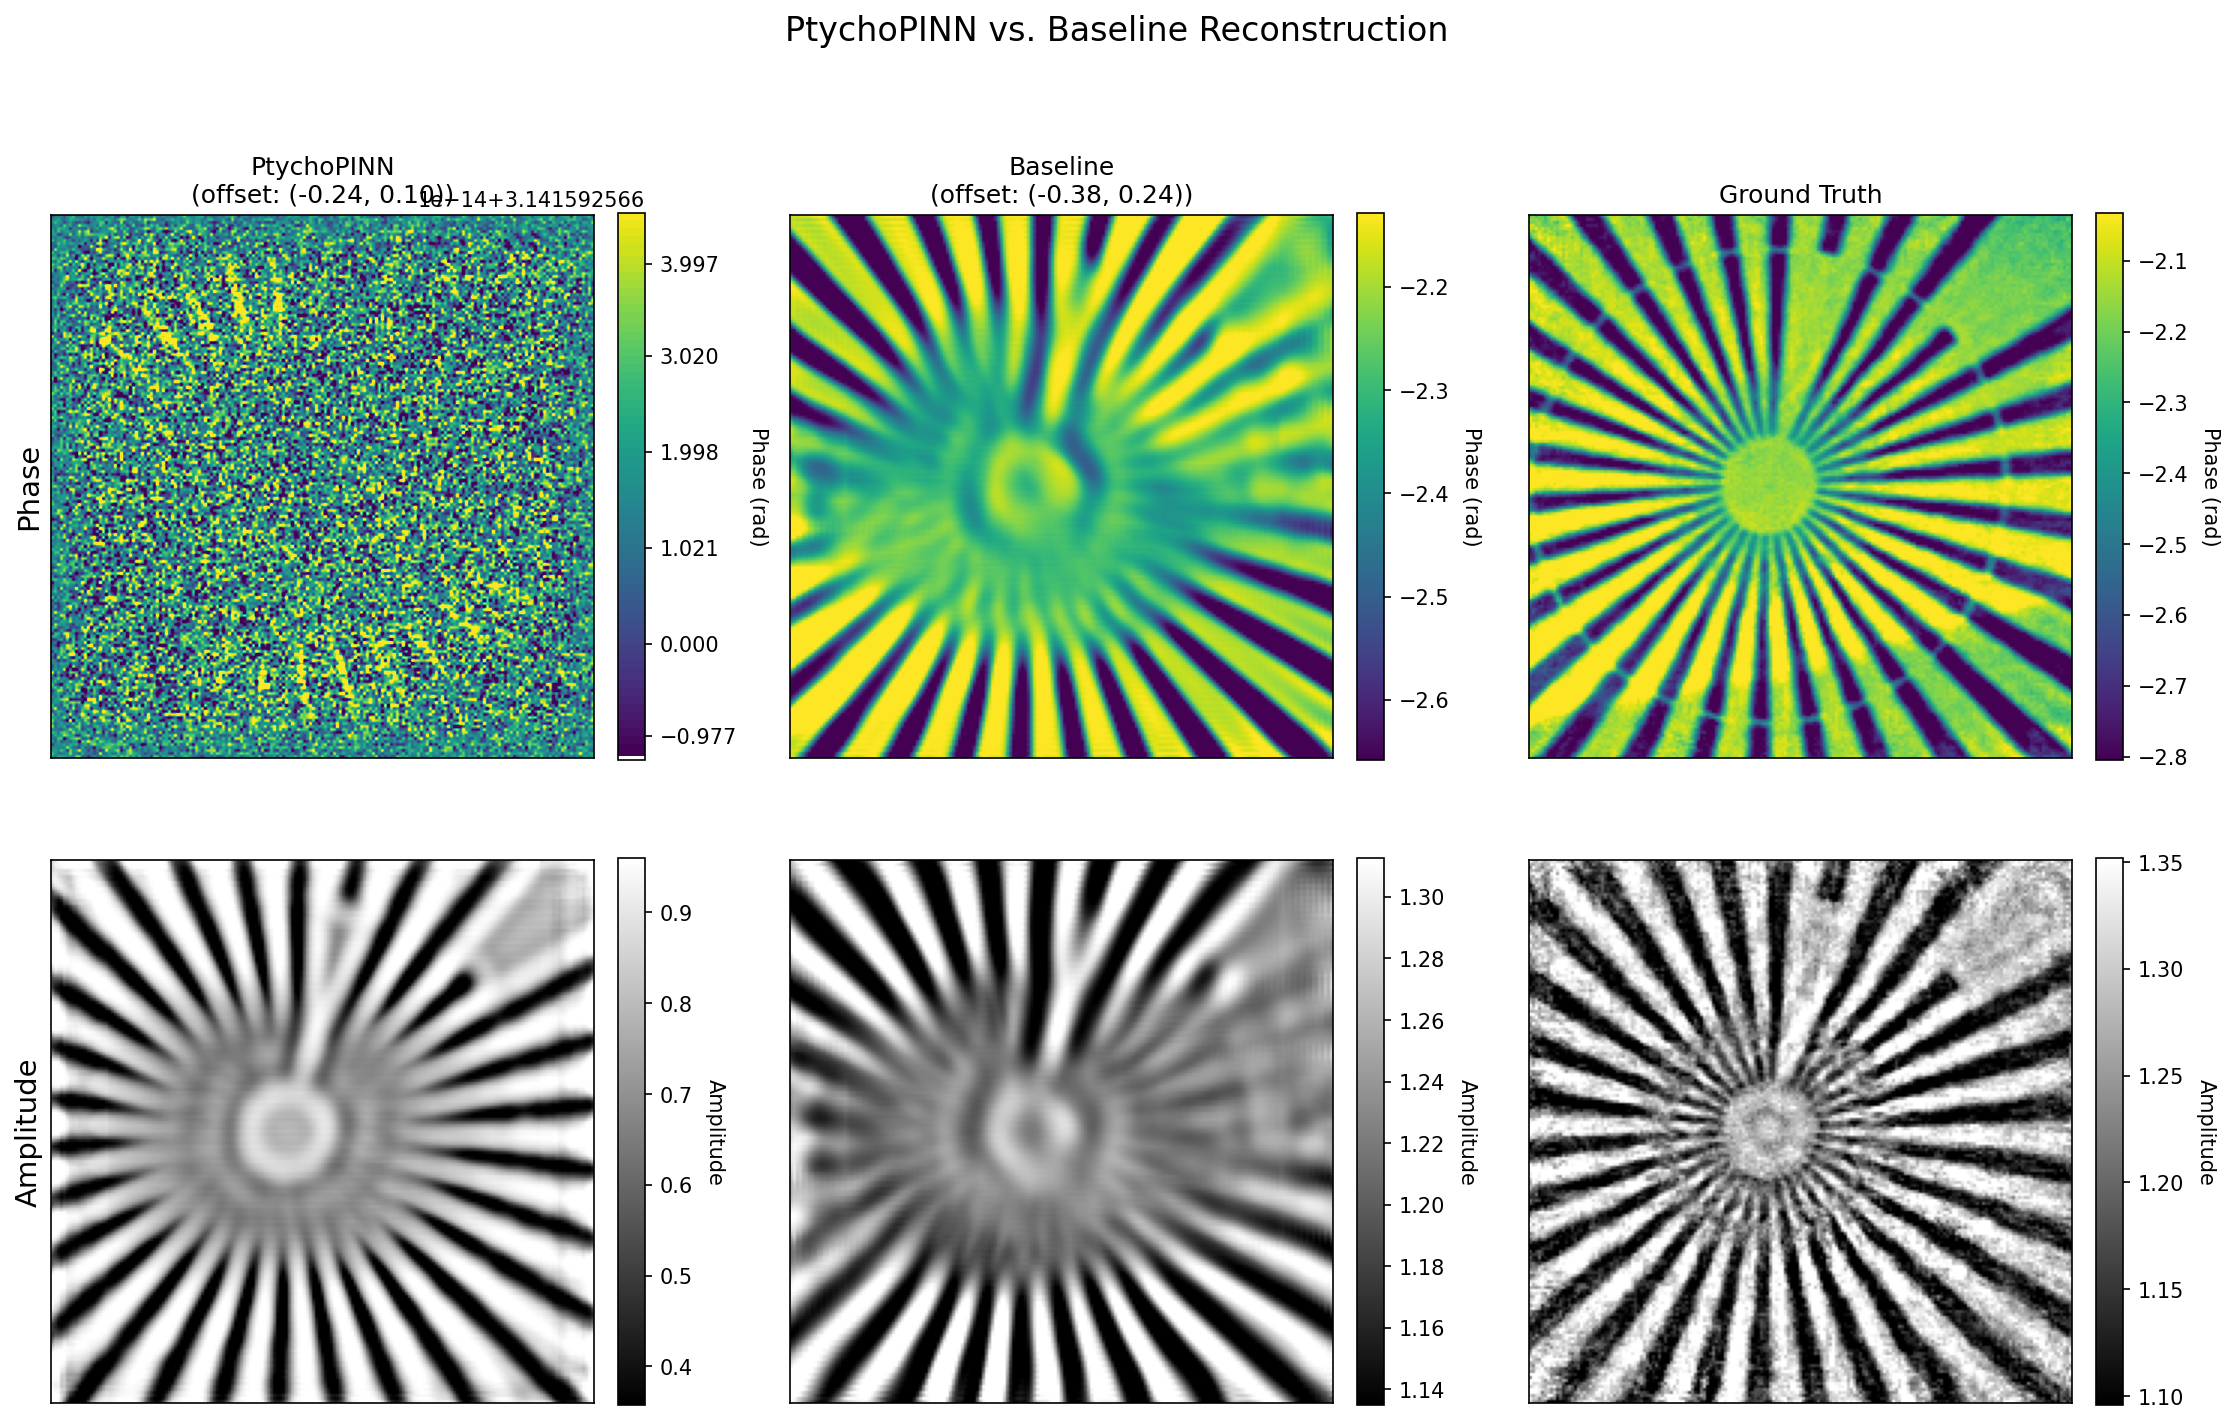 PtychoPINN vs. Baseline Reconstruction
PtychoPINN
(offset: (-0.24, 0.10))
1e−14+3.141592566
Baseline
(offset: (-0.38, 0.24))
Ground Truth
Phase
3.997
3.020
1.998
1.021
0.000
−0.977
Phase (rad)
−2.2
−2.3
−2.4
−2.5
−2.6
Phase (rad)
−2.1
−2.2
−2.3
−2.4
−2.5
−2.6
−2.7
−2.8
Phase (rad)
Amplitude
0.9
0.8
0.7
0.6
0.5
0.4
Amplitude
1.30
1.28
1.26
1.24
1.22
1.20
1.18
1.16
1.14
Amplitude
1.35
1.30
1.25
1.20
1.15
1.10
Amplitude